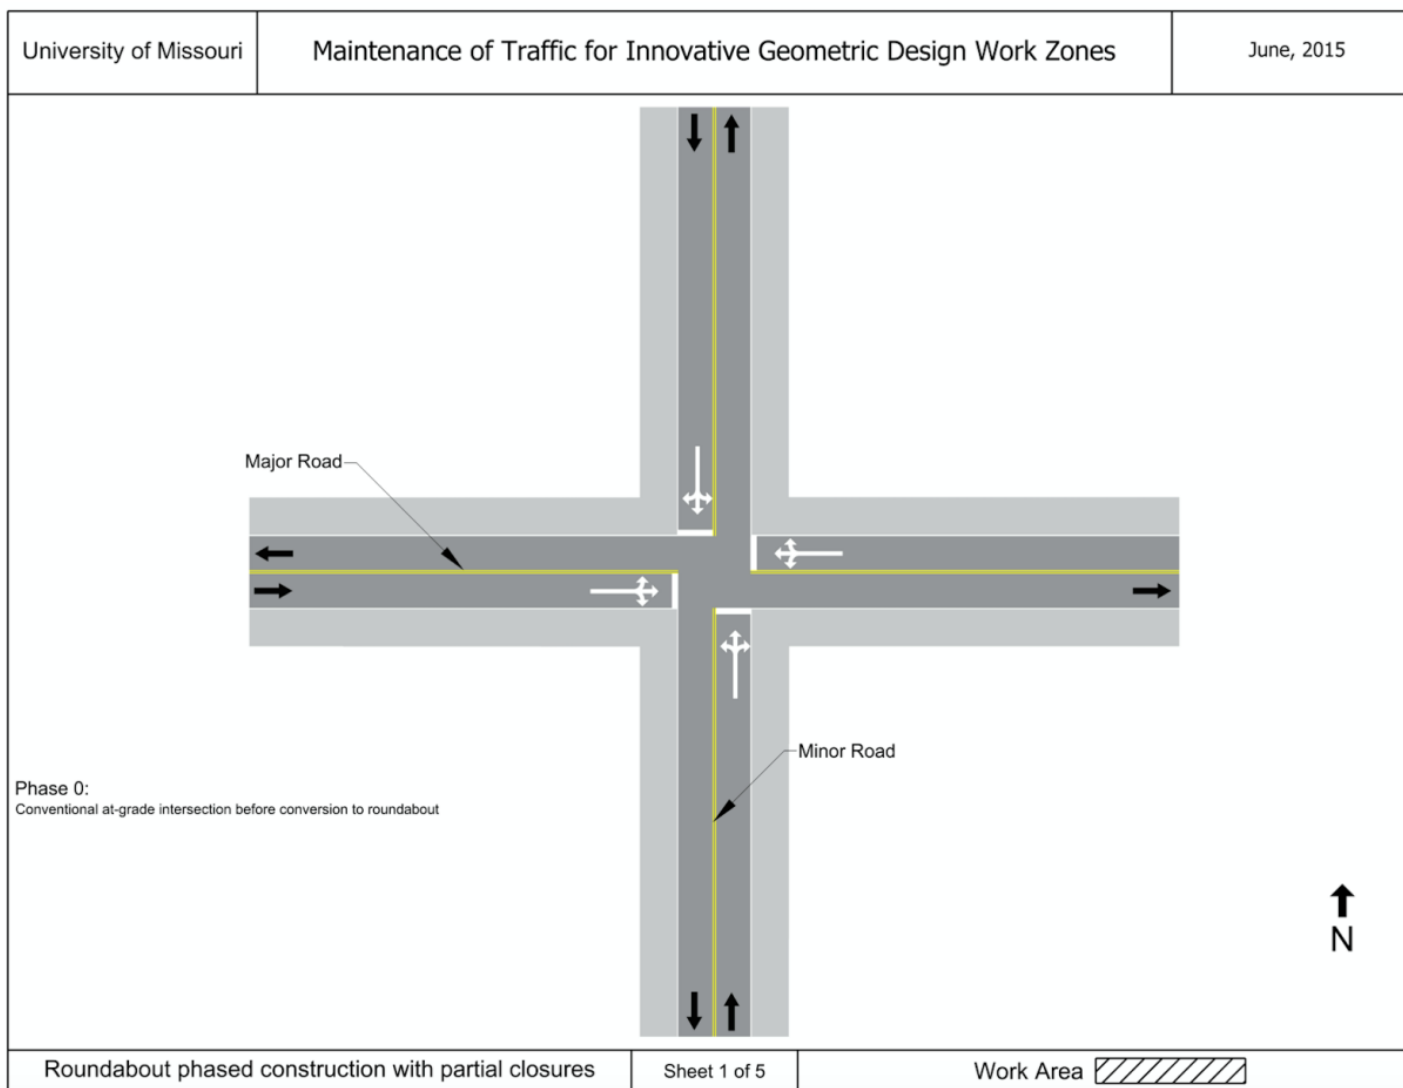 University of Missouri
Maintenance of Traffic for Innovative Geometric Design Work Zones
June, 2015
Major Road
Minor Road
Phase 0:
Conventional at-grade intersection before conversion to roundabout
N
Roundabout phased construction with partial closures
Sheet 1 of 5
Work Area